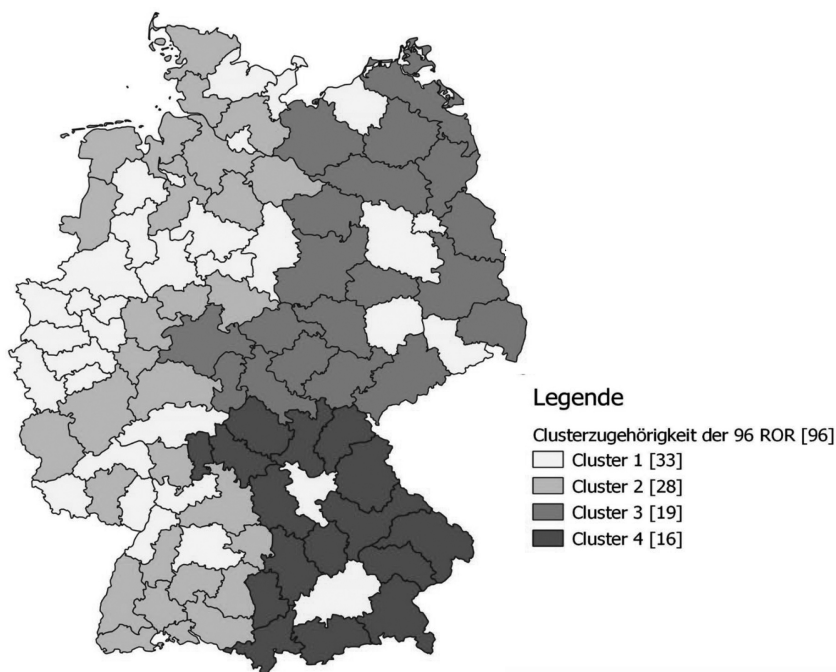 Legende
Clusterzugehörigkeit der 96 ROR [96]
Cluster 1 [33]
Cluster 2 [28]
Cluster 3 [19]
Cluster 4 [16]